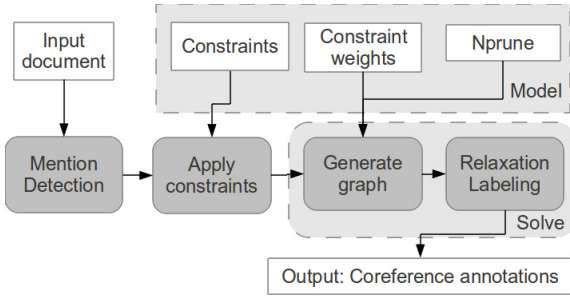 Input
document
Constraints
Constraint
weights
Nprune
Model
Mention
Detection
Apply
constraints
Generate
graph
Relaxation
Labeling
Solve
Output: Coreference annotations